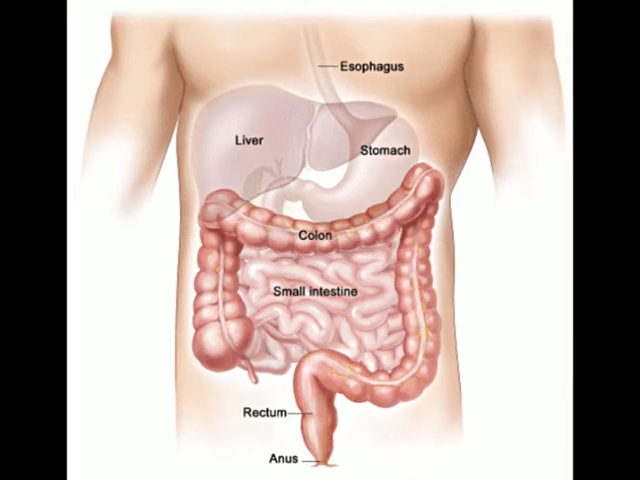 Esophagus
Liver
Stomach
Colon
Small intestine
Rectum
Anus